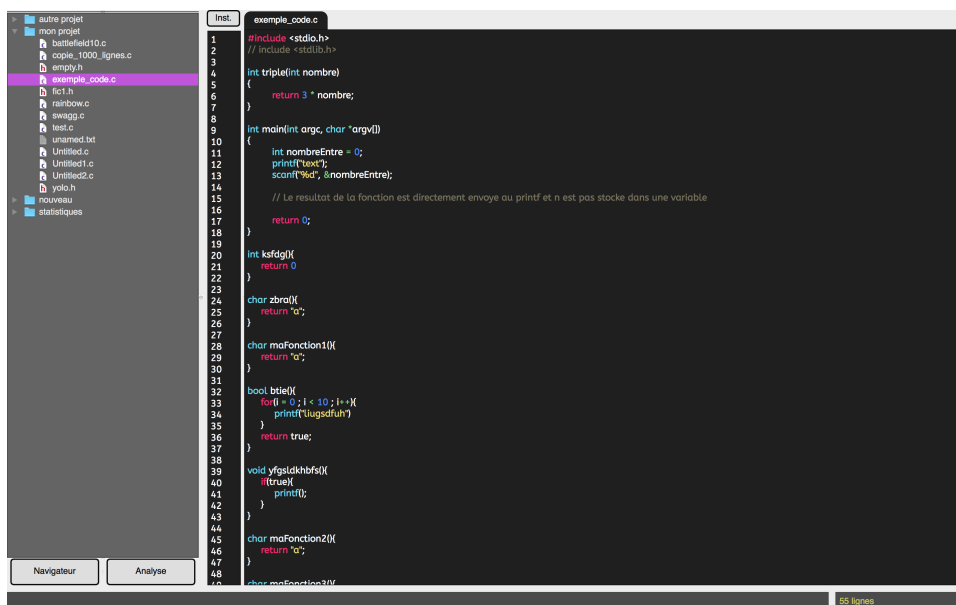 autre projet
mon projet
battlefield10.c
copie_1000_lignes.c
empty.h
exemple_code.c
fic1.h
rainbow.c
swagg.c
test.c
unamed.txt
Untitled.c
Untitled1.c
Untitled2.c
yolo.h
nouveau
statistiques
Navigateur
Analyse
Inst.
exemple_code.c
1 #include <stdio.h>
2 // include <stdlib.h>
3
4 int triple(int nombre)
5 {
6 return 3 * nombre;
7 }
8
9 int main(int argc, char *argv[])
10 {
11 int nombreEntre = 0;
12 printf("text");
13 scanf("%d", &nombreEntre);
14
15 // Le resultat de la fonction est directement envoye au printf et n est pas stocke dans une variable
16
17 return 0;
18 }
19
20 int ksfdg(){
21 return 0
22 }
23
24 char zbra(){
25 return "a";
26 }
27
28 char maFonction1(){
29 return "a";
30 }
31
32 bool btie(){
33 for(i = 0 ; i < 10 ; i++){
34 printf("liugsdfuh")
35 }
36 return true;
37 }
38
39 void yfgsldkhbfs(){
40 if(true){
41 printf();
42 }
43 }
44
45 char maFonction2(){
46 return "a";
47 }
48
49 char maFonction3(){
55 lignes